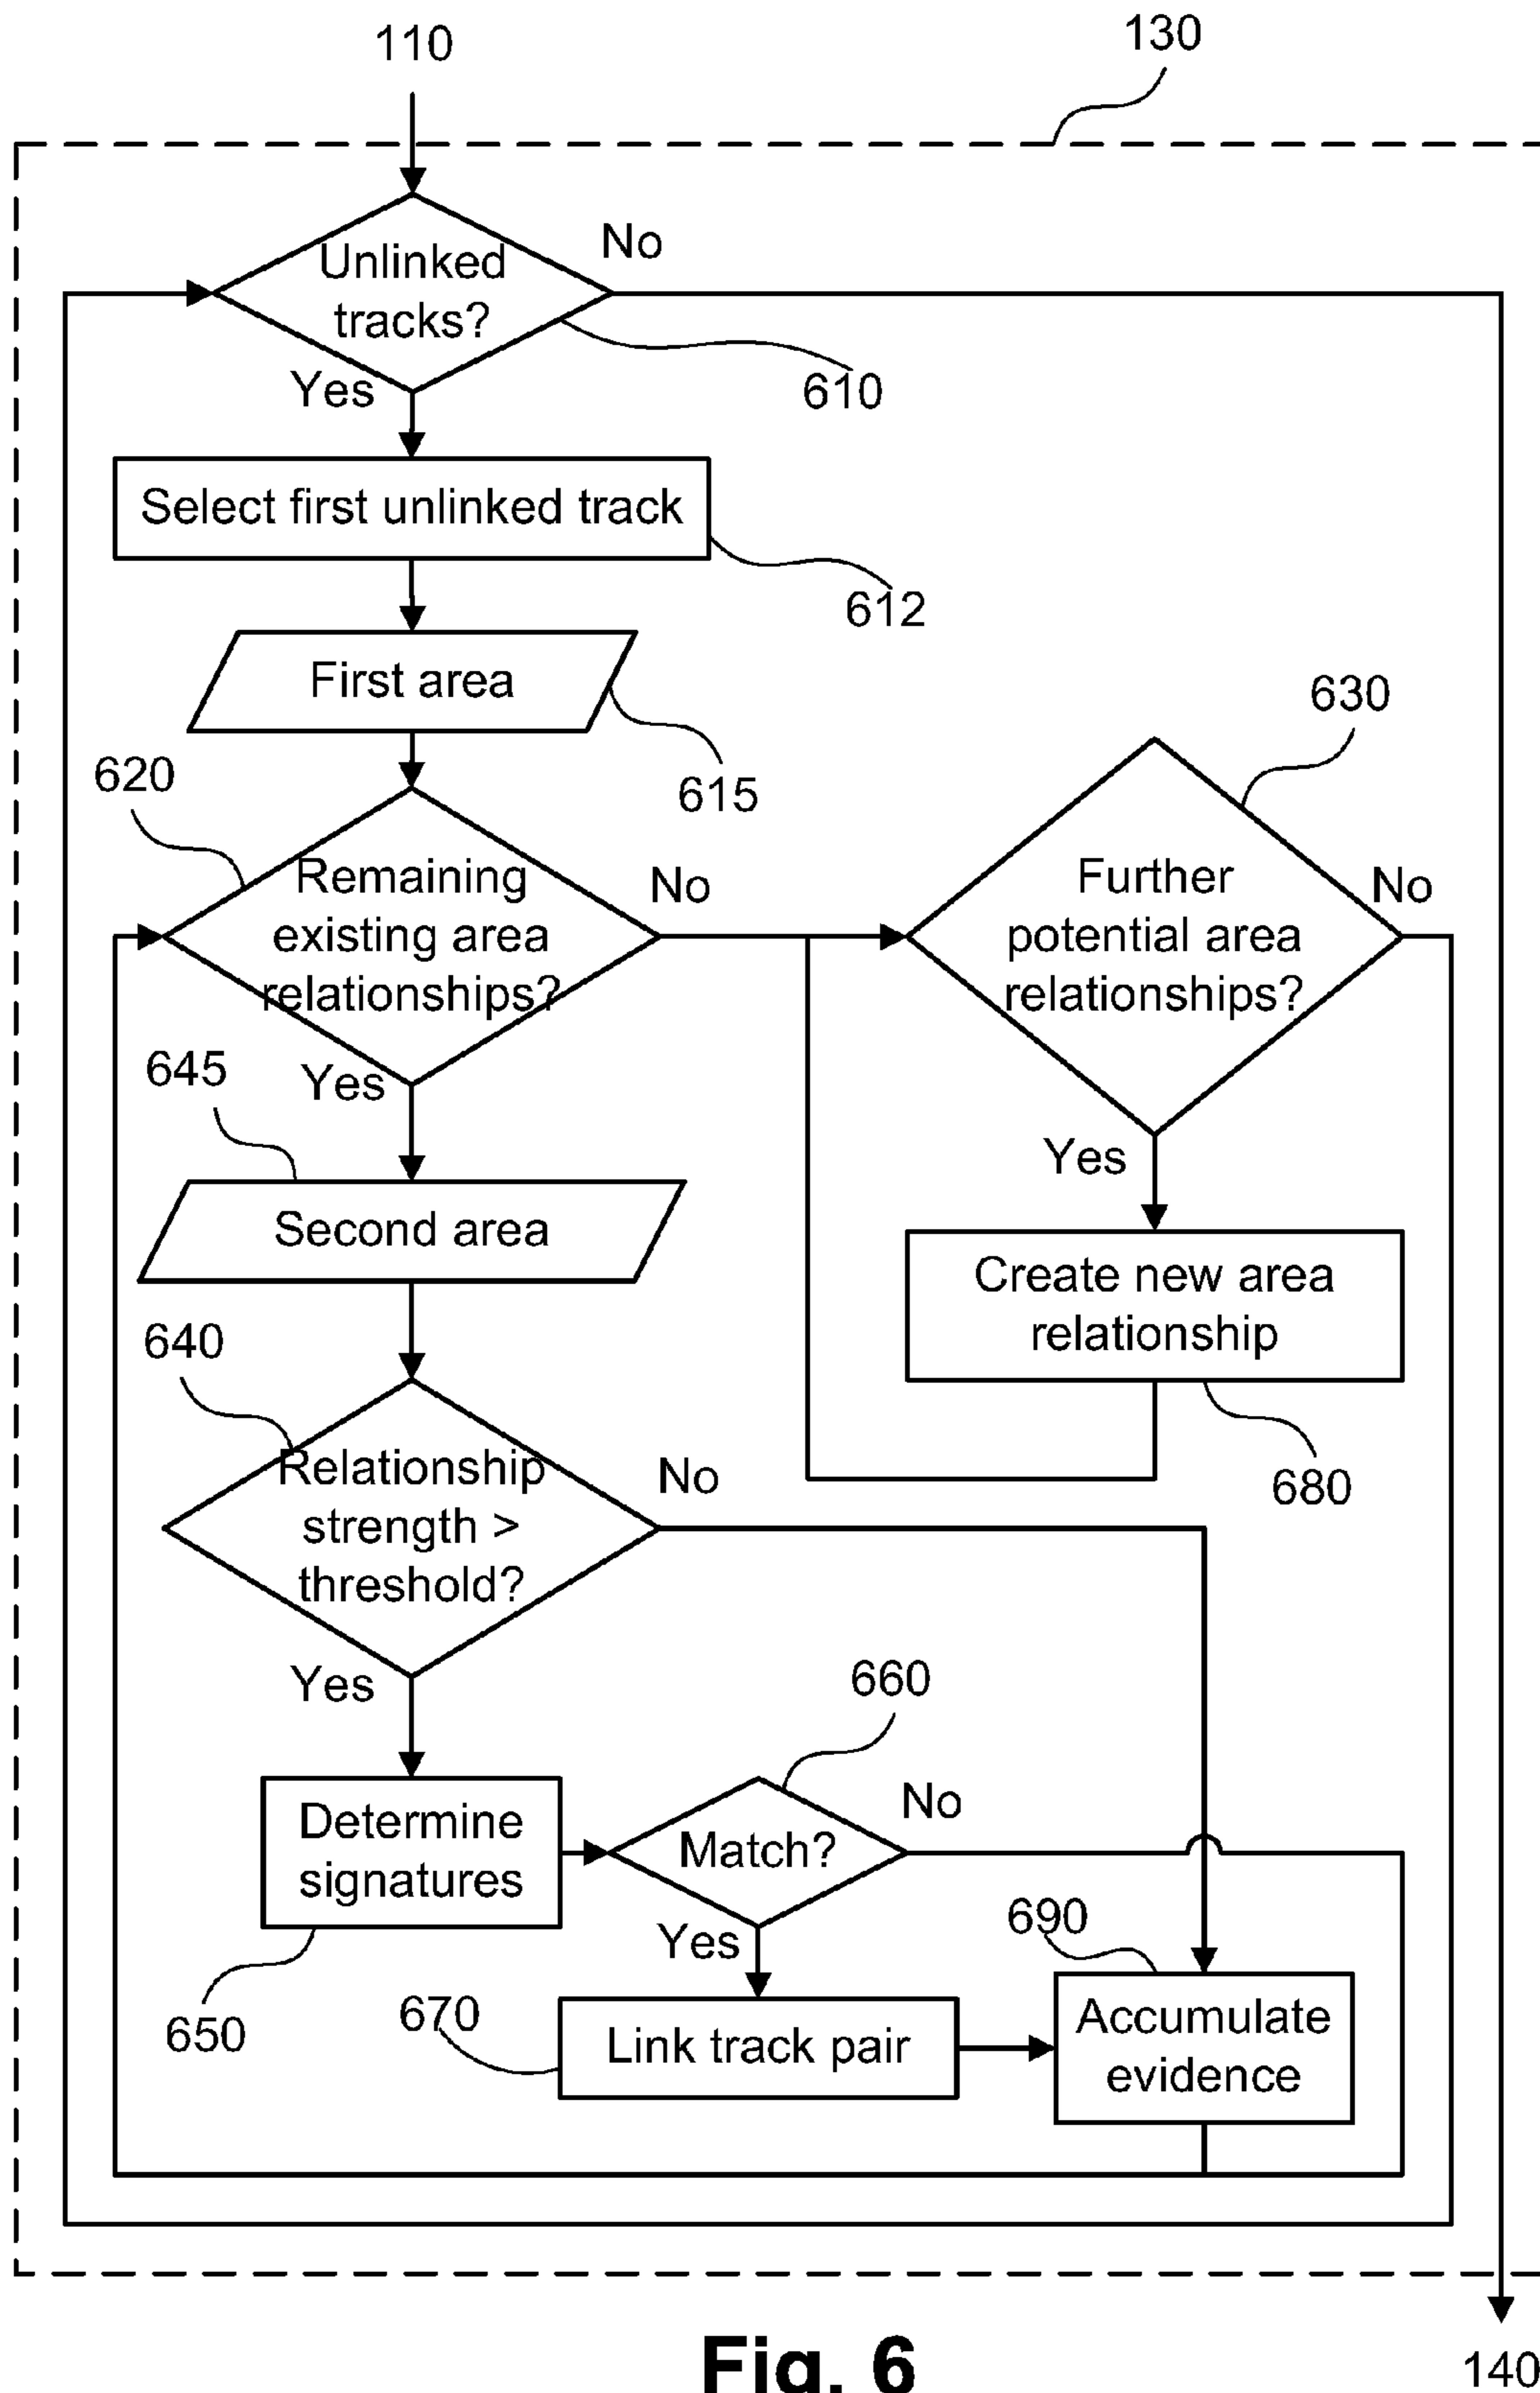 110
130
Unlinked
tracks?
No
Yes
610
Select first unlinked track
612
First area
615
620
630
Remaining
existing area
relationships?
No
Yes
Further
potential area
relationships?
No
Yes
645
Second area
Create new area
relationship
680
640
Relationship
strength >
threshold?
No
Yes
660
Determine
signatures
650
Match?
No
Yes
690
670
Link track pair
Accumulate
evidence
Fig. 6
140